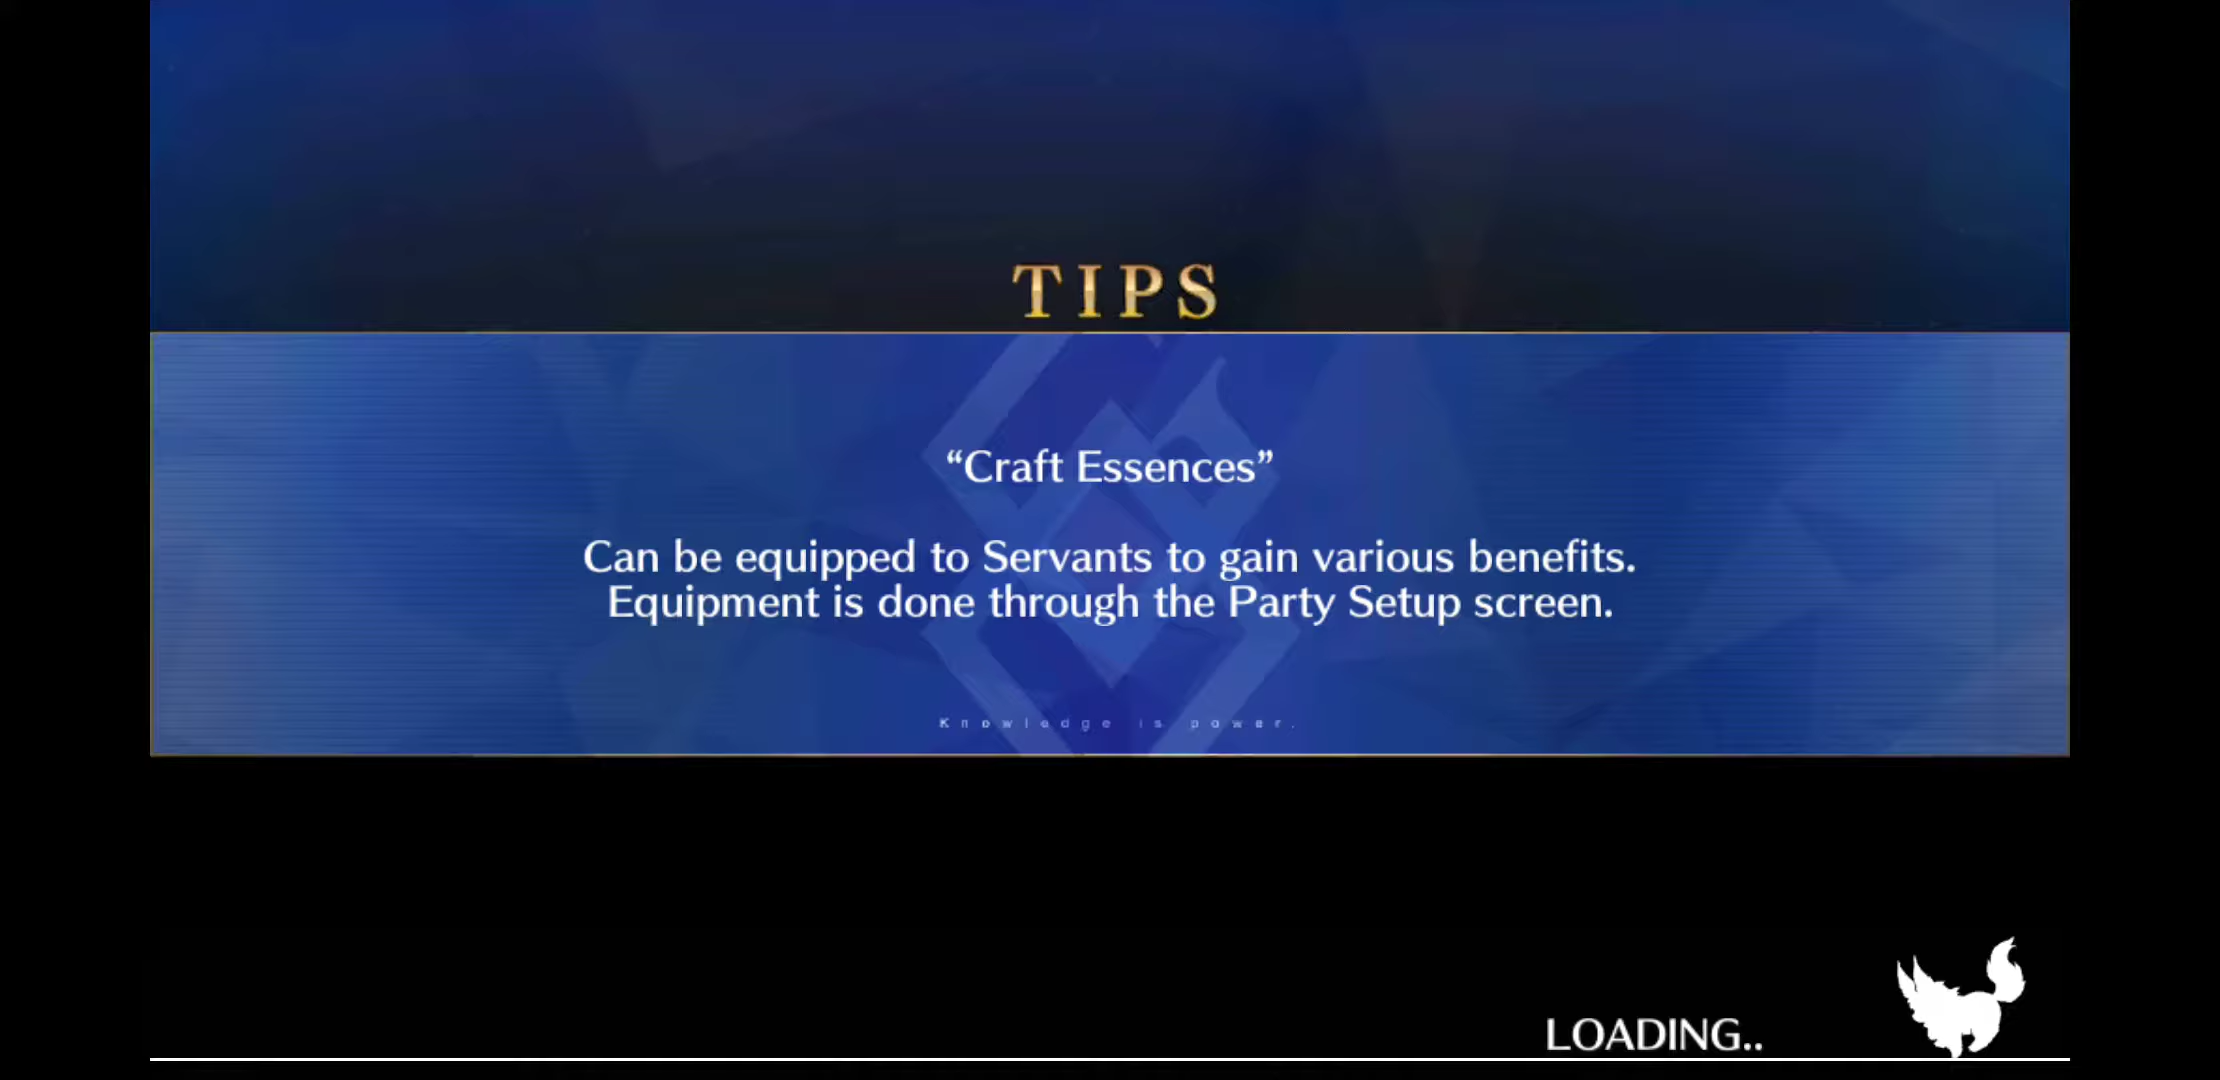 TIPS
“Craft Essences”
Can be equipped to Servants to gain various benefits.
Equipment is done through the Party Setup screen.
Knowledge is power.
LOADING..